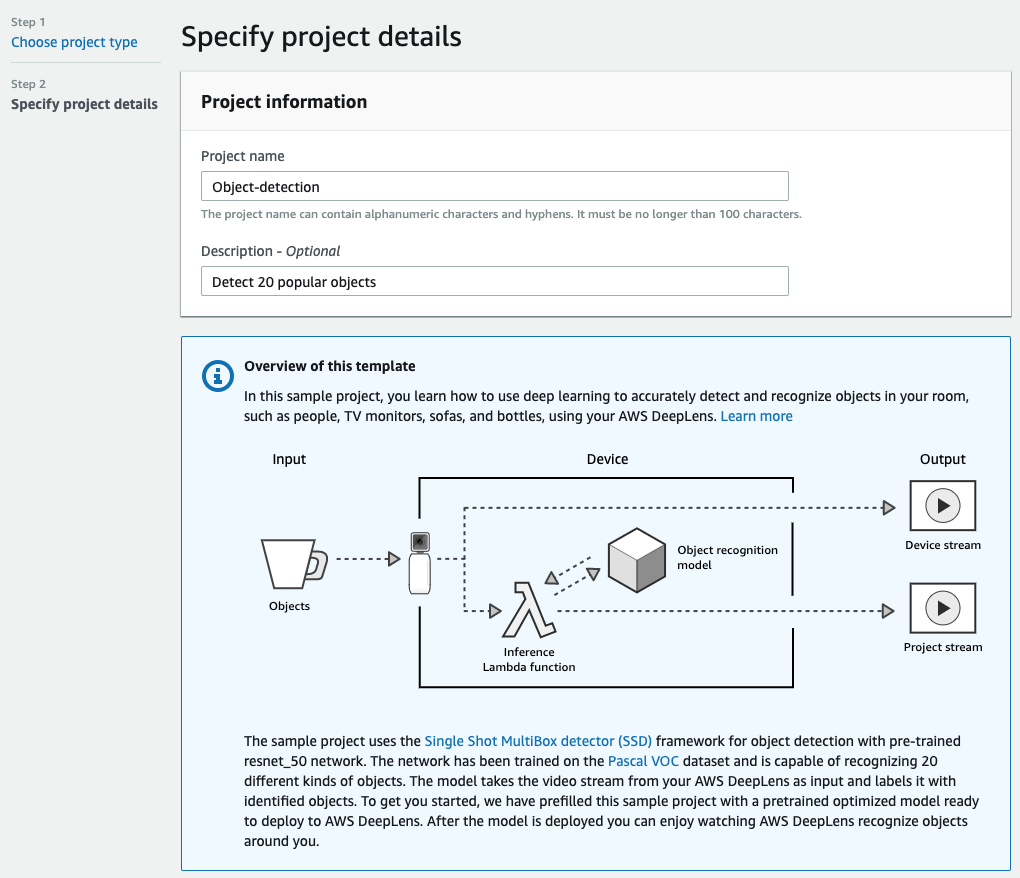 Step 1
Choose project type
Step 2
Specify project details
Specify project details
Project information
Project name
Object-detection
The project name can contain alphanumeric characters and hyphens. It must be no longer than 100 characters.
Description - Optional
Detect 20 popular objects
Overview of this template
In this sample project, you learn how to use deep learning to accurately detect and recognize objects in your room,
such as people, TV monitors, sofas, and bottles, using your AWS DeepLens. Learn more
Input
Device
Output
Device stream
Object recognition
model
Objects
Inference
Lambda function
Project stream
The sample project uses the Single Shot MultiBox detector (SSD) framework for object detection with pre-trained
resnet_50 network. The network has been trained on the Pascal VOC dataset and is capable of recognizing 20
different kinds of objects. The model takes the video stream from your AWS DeepLens as input and labels it with
identified objects. To get you started, we have prefilled this sample project with a pretrained optimized model ready
to deploy to AWS DeepLens. After the model is deployed you can enjoy watching AWS DeepLens recognize objects
around you.